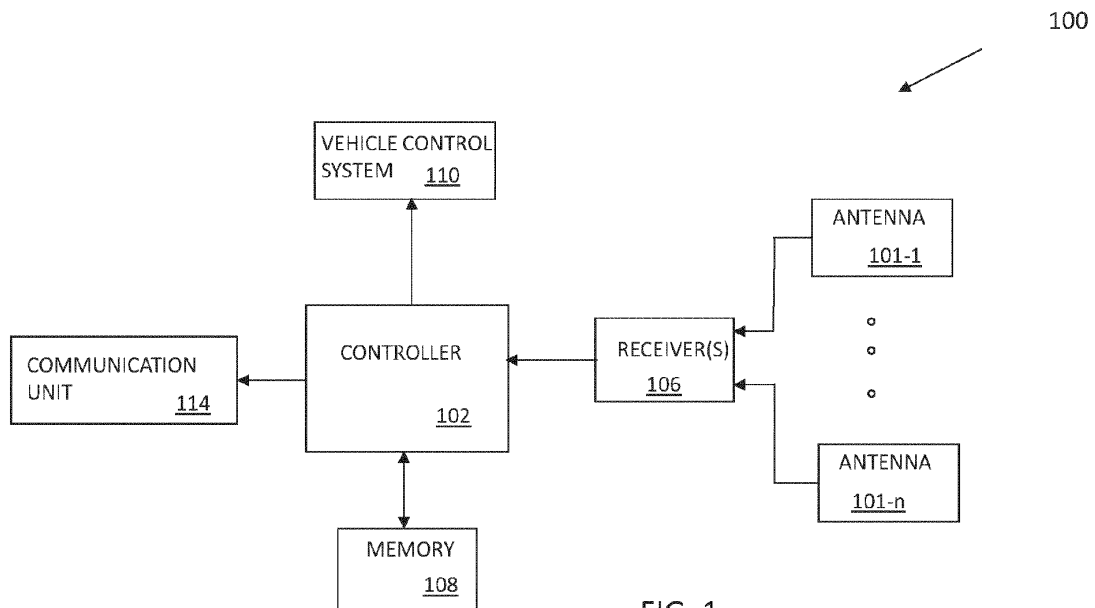 100
VEHICLE CONTROL
SYSTEM 110
ANTENNA
101-1
CONTROLLER
102
RECEIVER(S)
106
COMMUNICATION
UNIT
114
ANTENNA
101-n
MEMORY
108
FIG. 1